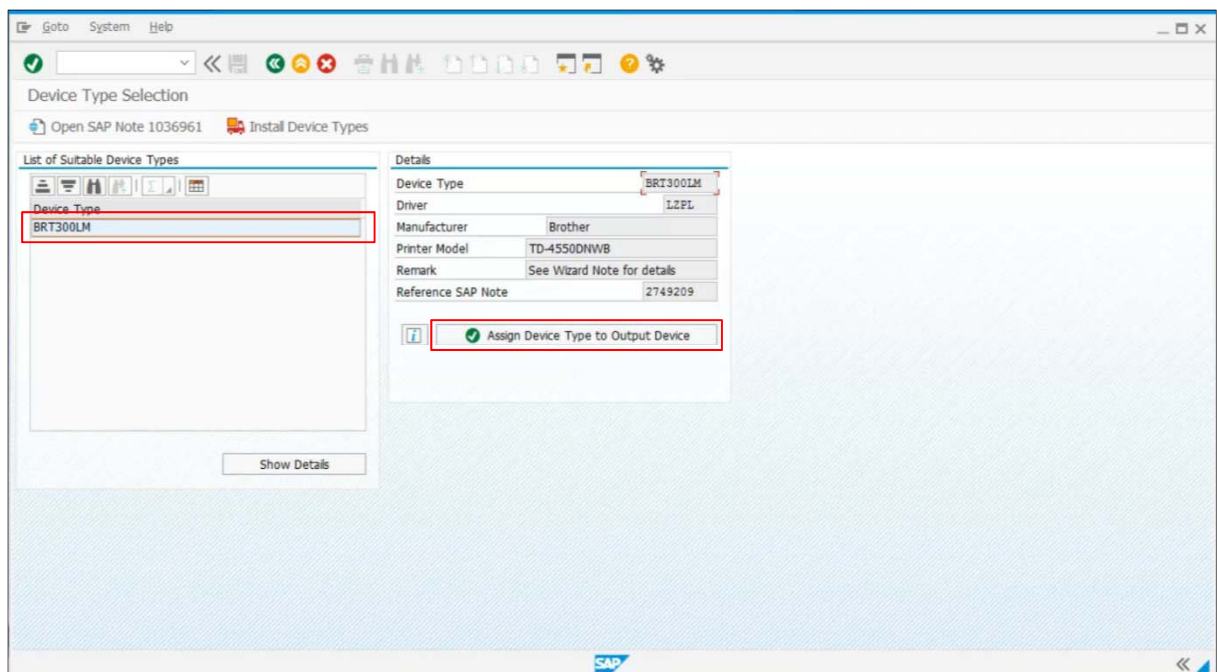 Goto System Help
Device Type Selection
Open SAP Note 1036961 Install Device Types
List of Suitable Device Types
Device Type
BRT300LM
Show Details
Details
Device Type BRT300LM
Driver LZPL
Manufacturer Brother
Printer Model TD-4550DNWB
Remark See Wizard Note for details
Reference SAP Note 2749209
Assign Device Type to Output Device
SAP